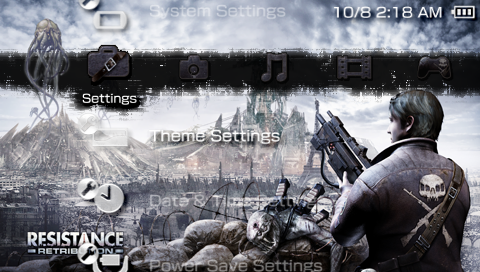 System Settings
10/8 2:18 AM
Settings
Theme Settings
Date & Time Settings
RESISTANCE
RETRIBUTION
Power Save Settings